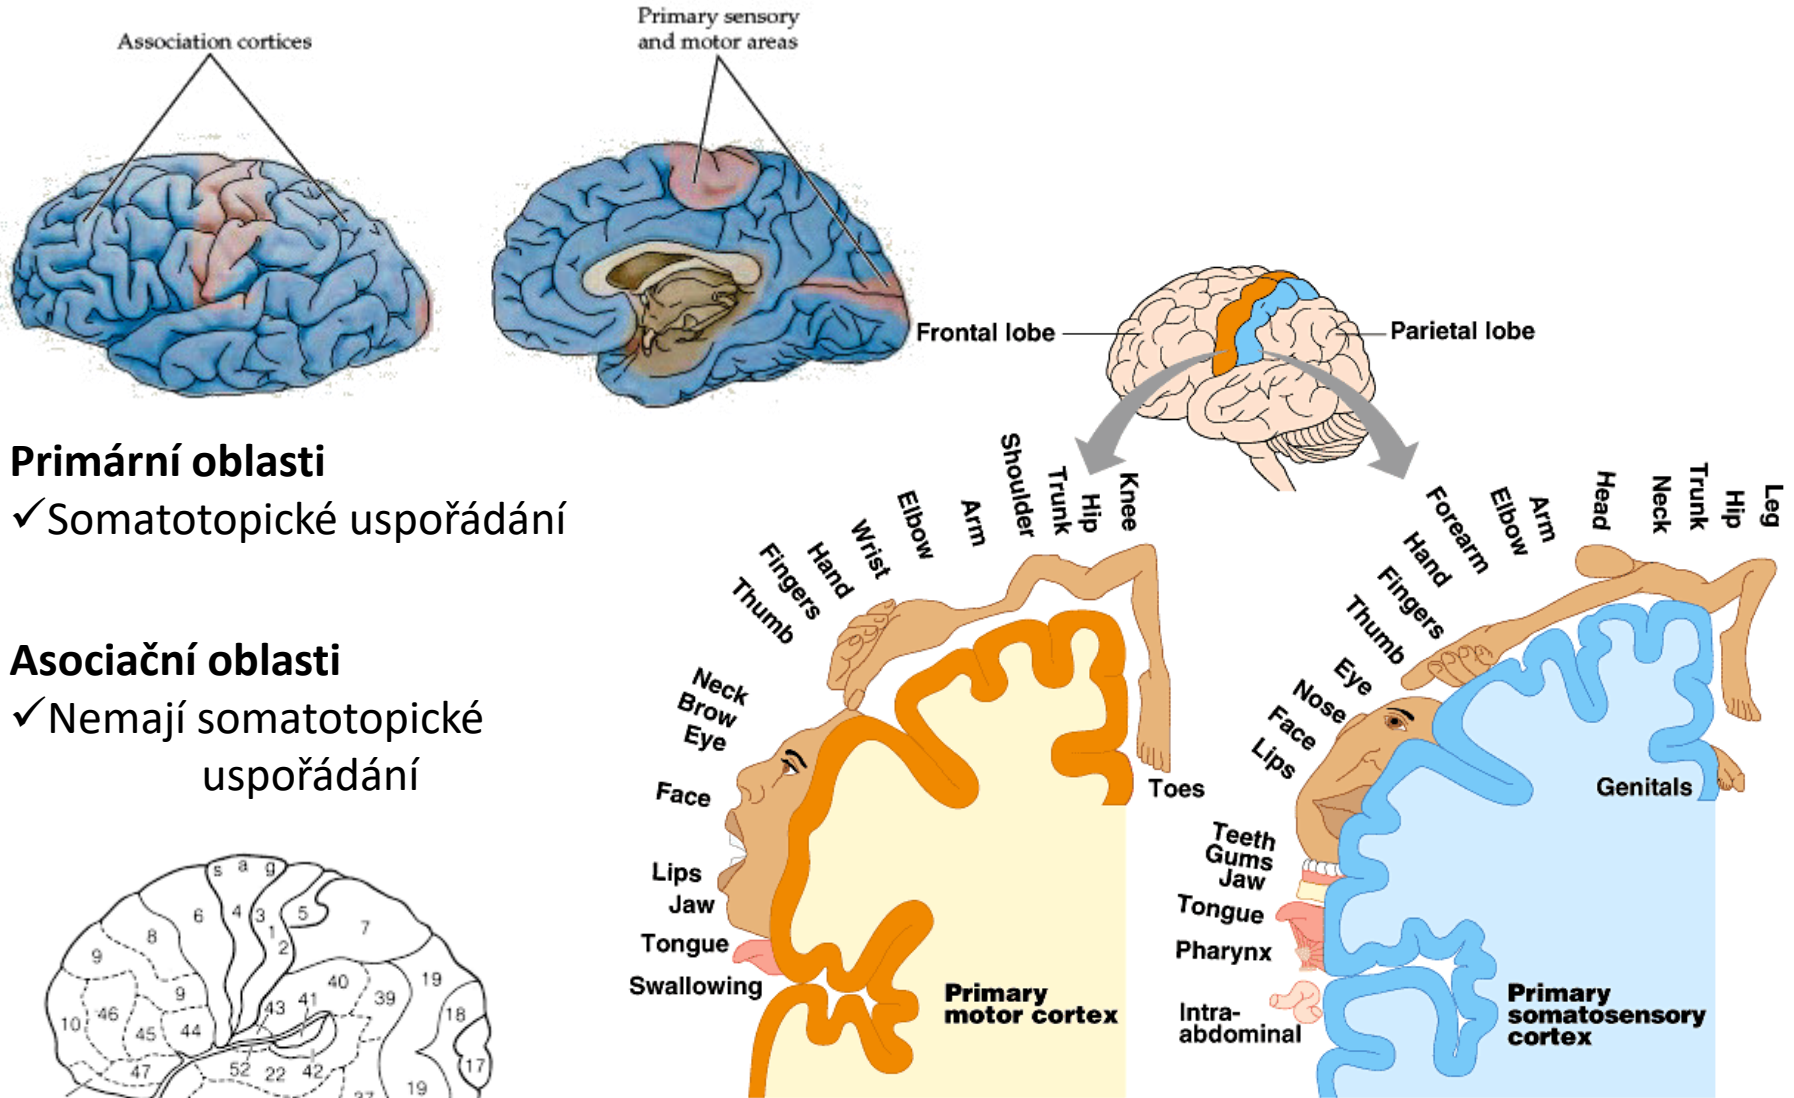 Association cortices
Primary sensory
and motor areas
Frontal lobe
Parietal lobe
Primární oblasti
✓Somatotopické uspořádání
Asociační oblasti
✓Nemají somatotopické
uspořádání
Knee
Hip
Trunk
Shoulder
Arm
Elbow
Wrist
Hand
Fingers
Thumb
Neck
Brow
Eye
Face
Lips
Jaw
Tongue
Swallowing
Toes
Primary
motor cortex
Leg
Hip
Trunk
Neck
Head
Arm
Elbow
Forearm
Hand
Fingers
Thumb
Eye
Nose
Face
Lips
Teeth
Gums
Jaw
Tongue
Pharynx
Intra-
abdominal
Genitals
Primary
somatosensory
cortex
s a g
6 4 3 5
1
2
7
8
9
9
46
10
45
44
47
43
41
40
39
19
18
17
52 22 42
19